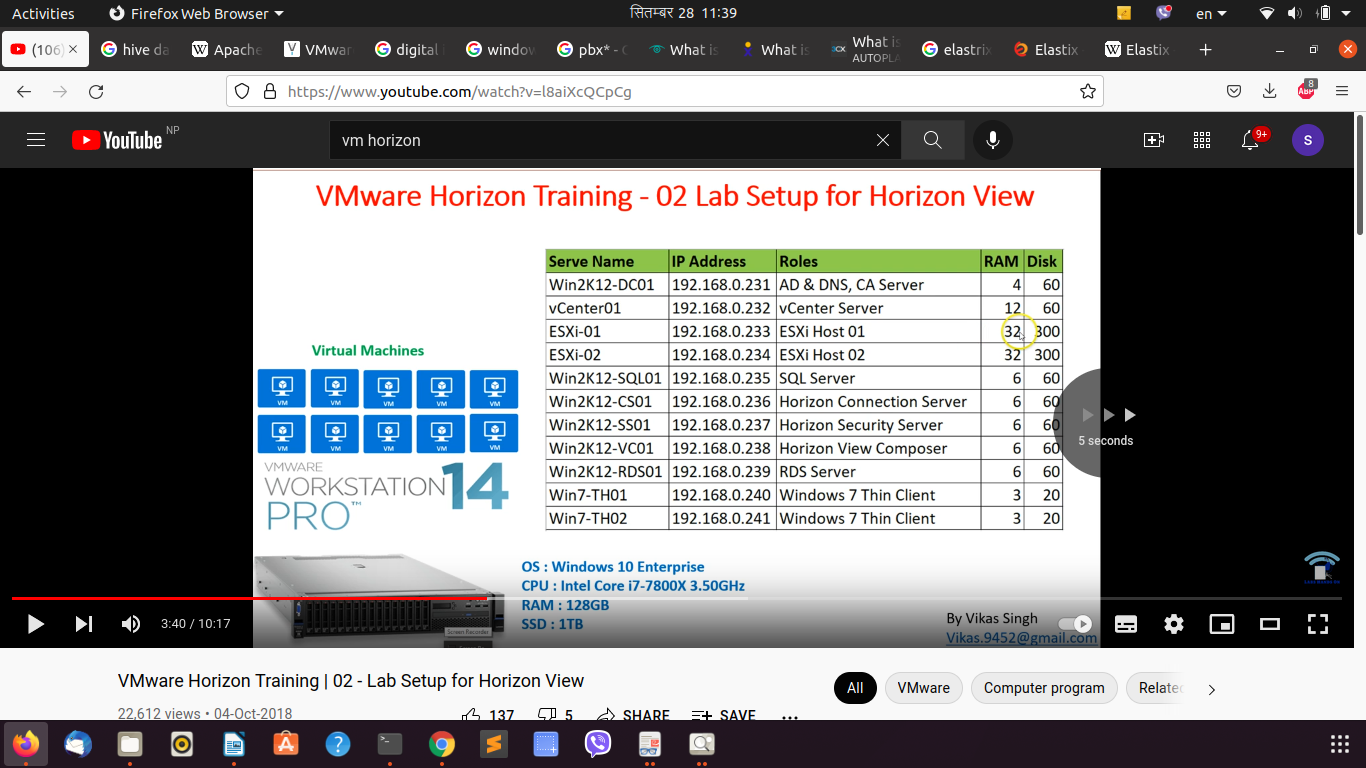 Activities Firefox Web Browser सितम्बर 28 11:39 en
(106) hive da Apache VMwar digital window pbx* - G What is What is What is elastrix Elastix Elastix
AUTOPLA
https://www.youtube.com/watch?v=l8aiXcQCpCg ABP 8
YouTube NP vm horizon 9+ S
VMware Horizon Training - 02 Lab Setup for Horizon View
Serve Name IP Address Roles RAM Disk
Win2K12-DC01 192.168.0.231 AD & DNS, CA Server 4 60
vCenter01 192.168.0.232 vCenter Server 12 60
ESXi-01 192.168.0.233 ESXi Host 01 32 300
ESXi-02 192.168.0.234 ESXi Host 02 32 300
Win2K12-SQL01 192.168.0.235 SQL Server 6 60
Win2K12-CS01 192.168.0.236 Horizon Connection Server 6 60
Win2K12-SS01 192.168.0.237 Horizon Security Server 6 60
Win2K12-VC01 192.168.0.238 Horizon View Composer 6 60
Win2K12-RDS01 192.168.0.239 RDS Server 6 60
Win7-TH01 192.168.0.240 Windows 7 Thin Client 3 20
Win7-TH02 192.168.0.241 Windows 7 Thin Client 3 20
5 seconds
Virtual Machines
VM VM VM VM VM
VM VM VM VM VM
VMWARE
WORKSTATION 14
PRO™
OS : Windows 10 Enterprise
CPU : Intel Core i7-7800X 3.50GHz
RAM : 128GB
SSD : 1TB
Screen Recorder
By Vikas Singh
Vikas.9452@gmail.com
3:40 / 10:17
VMware Horizon Training | 02 - Lab Setup for Horizon View
All VMware Computer program Related
22,612 views • 04-Oct-2018 137 5 SHARE SAVE